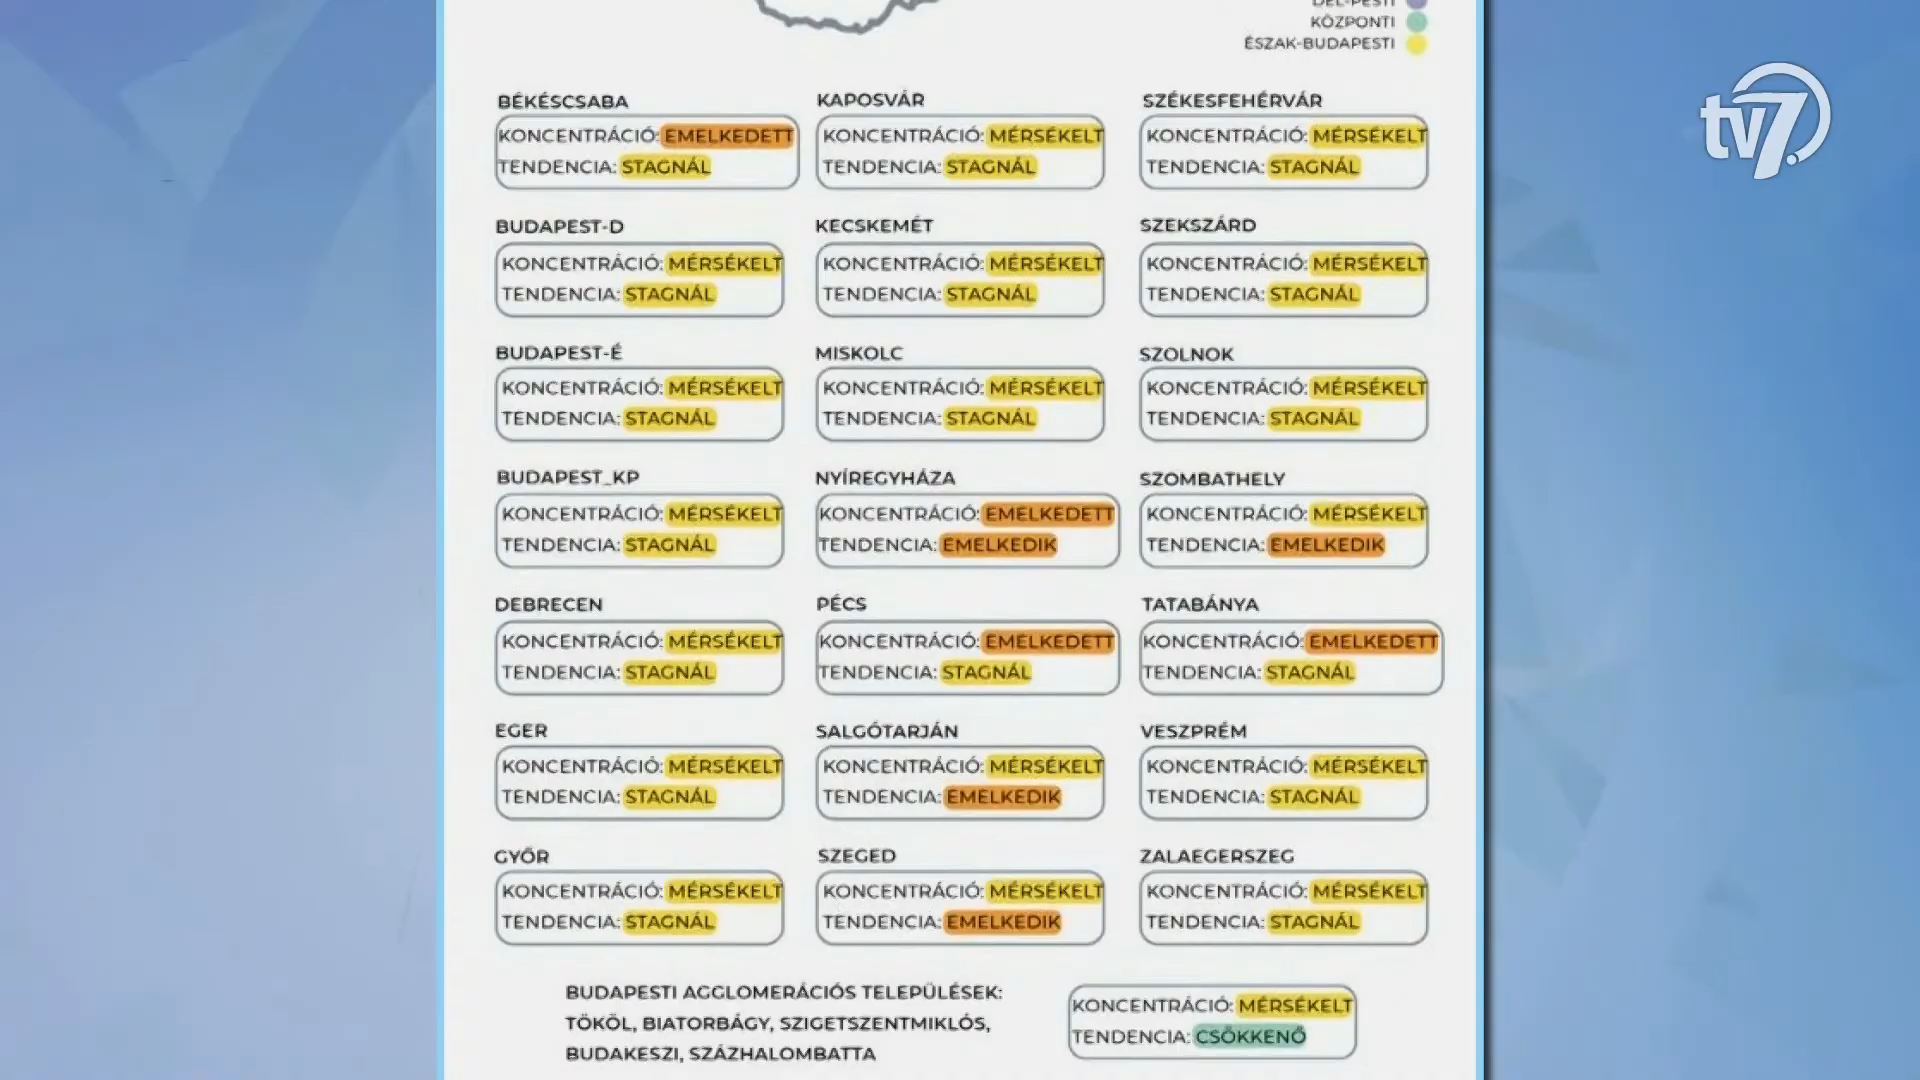 DÉL-PESTI
KÖZPONTI
ÉSZAK-BUDAPESTI
tv7
BÉKÉSCSABA
KONCENTRÁCIÓ: EMELKEDETT
TENDENCIA: STAGNÁL
KAPOSVÁR
KONCENTRÁCIÓ: MÉRSÉKELT
TENDENCIA: STAGNÁL
SZÉKESFEHÉRVÁR
KONCENTRÁCIÓ: MÉRSÉKELT
TENDENCIA: STAGNÁL
BUDAPEST-D
KONCENTRÁCIÓ: MÉRSÉKELT
TENDENCIA: STAGNÁL
KECSKEMÉT
KONCENTRÁCIÓ: MÉRSÉKELT
TENDENCIA: STAGNÁL
SZEKSZÁRD
KONCENTRÁCIÓ: MÉRSÉKELT
TENDENCIA: STAGNÁL
BUDAPEST-É
KONCENTRÁCIÓ: MÉRSÉKELT
TENDENCIA: STAGNÁL
MISKOLC
KONCENTRÁCIÓ: MÉRSÉKELT
TENDENCIA: STAGNÁL
SZOLNOK
KONCENTRÁCIÓ: MÉRSÉKELT
TENDENCIA: STAGNÁL
BUDAPEST_KP
KONCENTRÁCIÓ: MÉRSÉKELT
TENDENCIA: STAGNÁL
NYÍREGYHÁZA
KONCENTRÁCIÓ: EMELKEDETT
TENDENCIA: EMELKEDIK
SZOMBATHELY
KONCENTRÁCIÓ: MÉRSÉKELT
TENDENCIA: EMELKEDIK
DEBRECEN
KONCENTRÁCIÓ: MÉRSÉKELT
TENDENCIA: STAGNÁL
PÉCS
KONCENTRÁCIÓ: EMELKEDETT
TENDENCIA: STAGNÁL
TATABÁNYA
KONCENTRÁCIÓ: EMELKEDETT
TENDENCIA: STAGNÁL
EGER
KONCENTRÁCIÓ: MÉRSÉKELT
TENDENCIA: STAGNÁL
SALGÓTARJÁN
KONCENTRÁCIÓ: MÉRSÉKELT
TENDENCIA: EMELKEDIK
VESZPRÉM
KONCENTRÁCIÓ: MÉRSÉKELT
TENDENCIA: STAGNÁL
GYŐR
KONCENTRÁCIÓ: MÉRSÉKELT
TENDENCIA: STAGNÁL
SZEGED
KONCENTRÁCIÓ: MÉRSÉKELT
TENDENCIA: EMELKEDIK
ZALAEGERSZEG
KONCENTRÁCIÓ: MÉRSÉKELT
TENDENCIA: STAGNÁL
BUDAPESTI AGGLOMERÁCIÓS TELEPÜLÉSEK:
TÖKÖL, BIATORBÁGY, SZIGETSZENTMIKLÓS,
BUDAKESZI, SZÁZHALOMBATTA
KONCENTRÁCIÓ: MÉRSÉKELT
TENDENCIA: CSÖKKENŐ